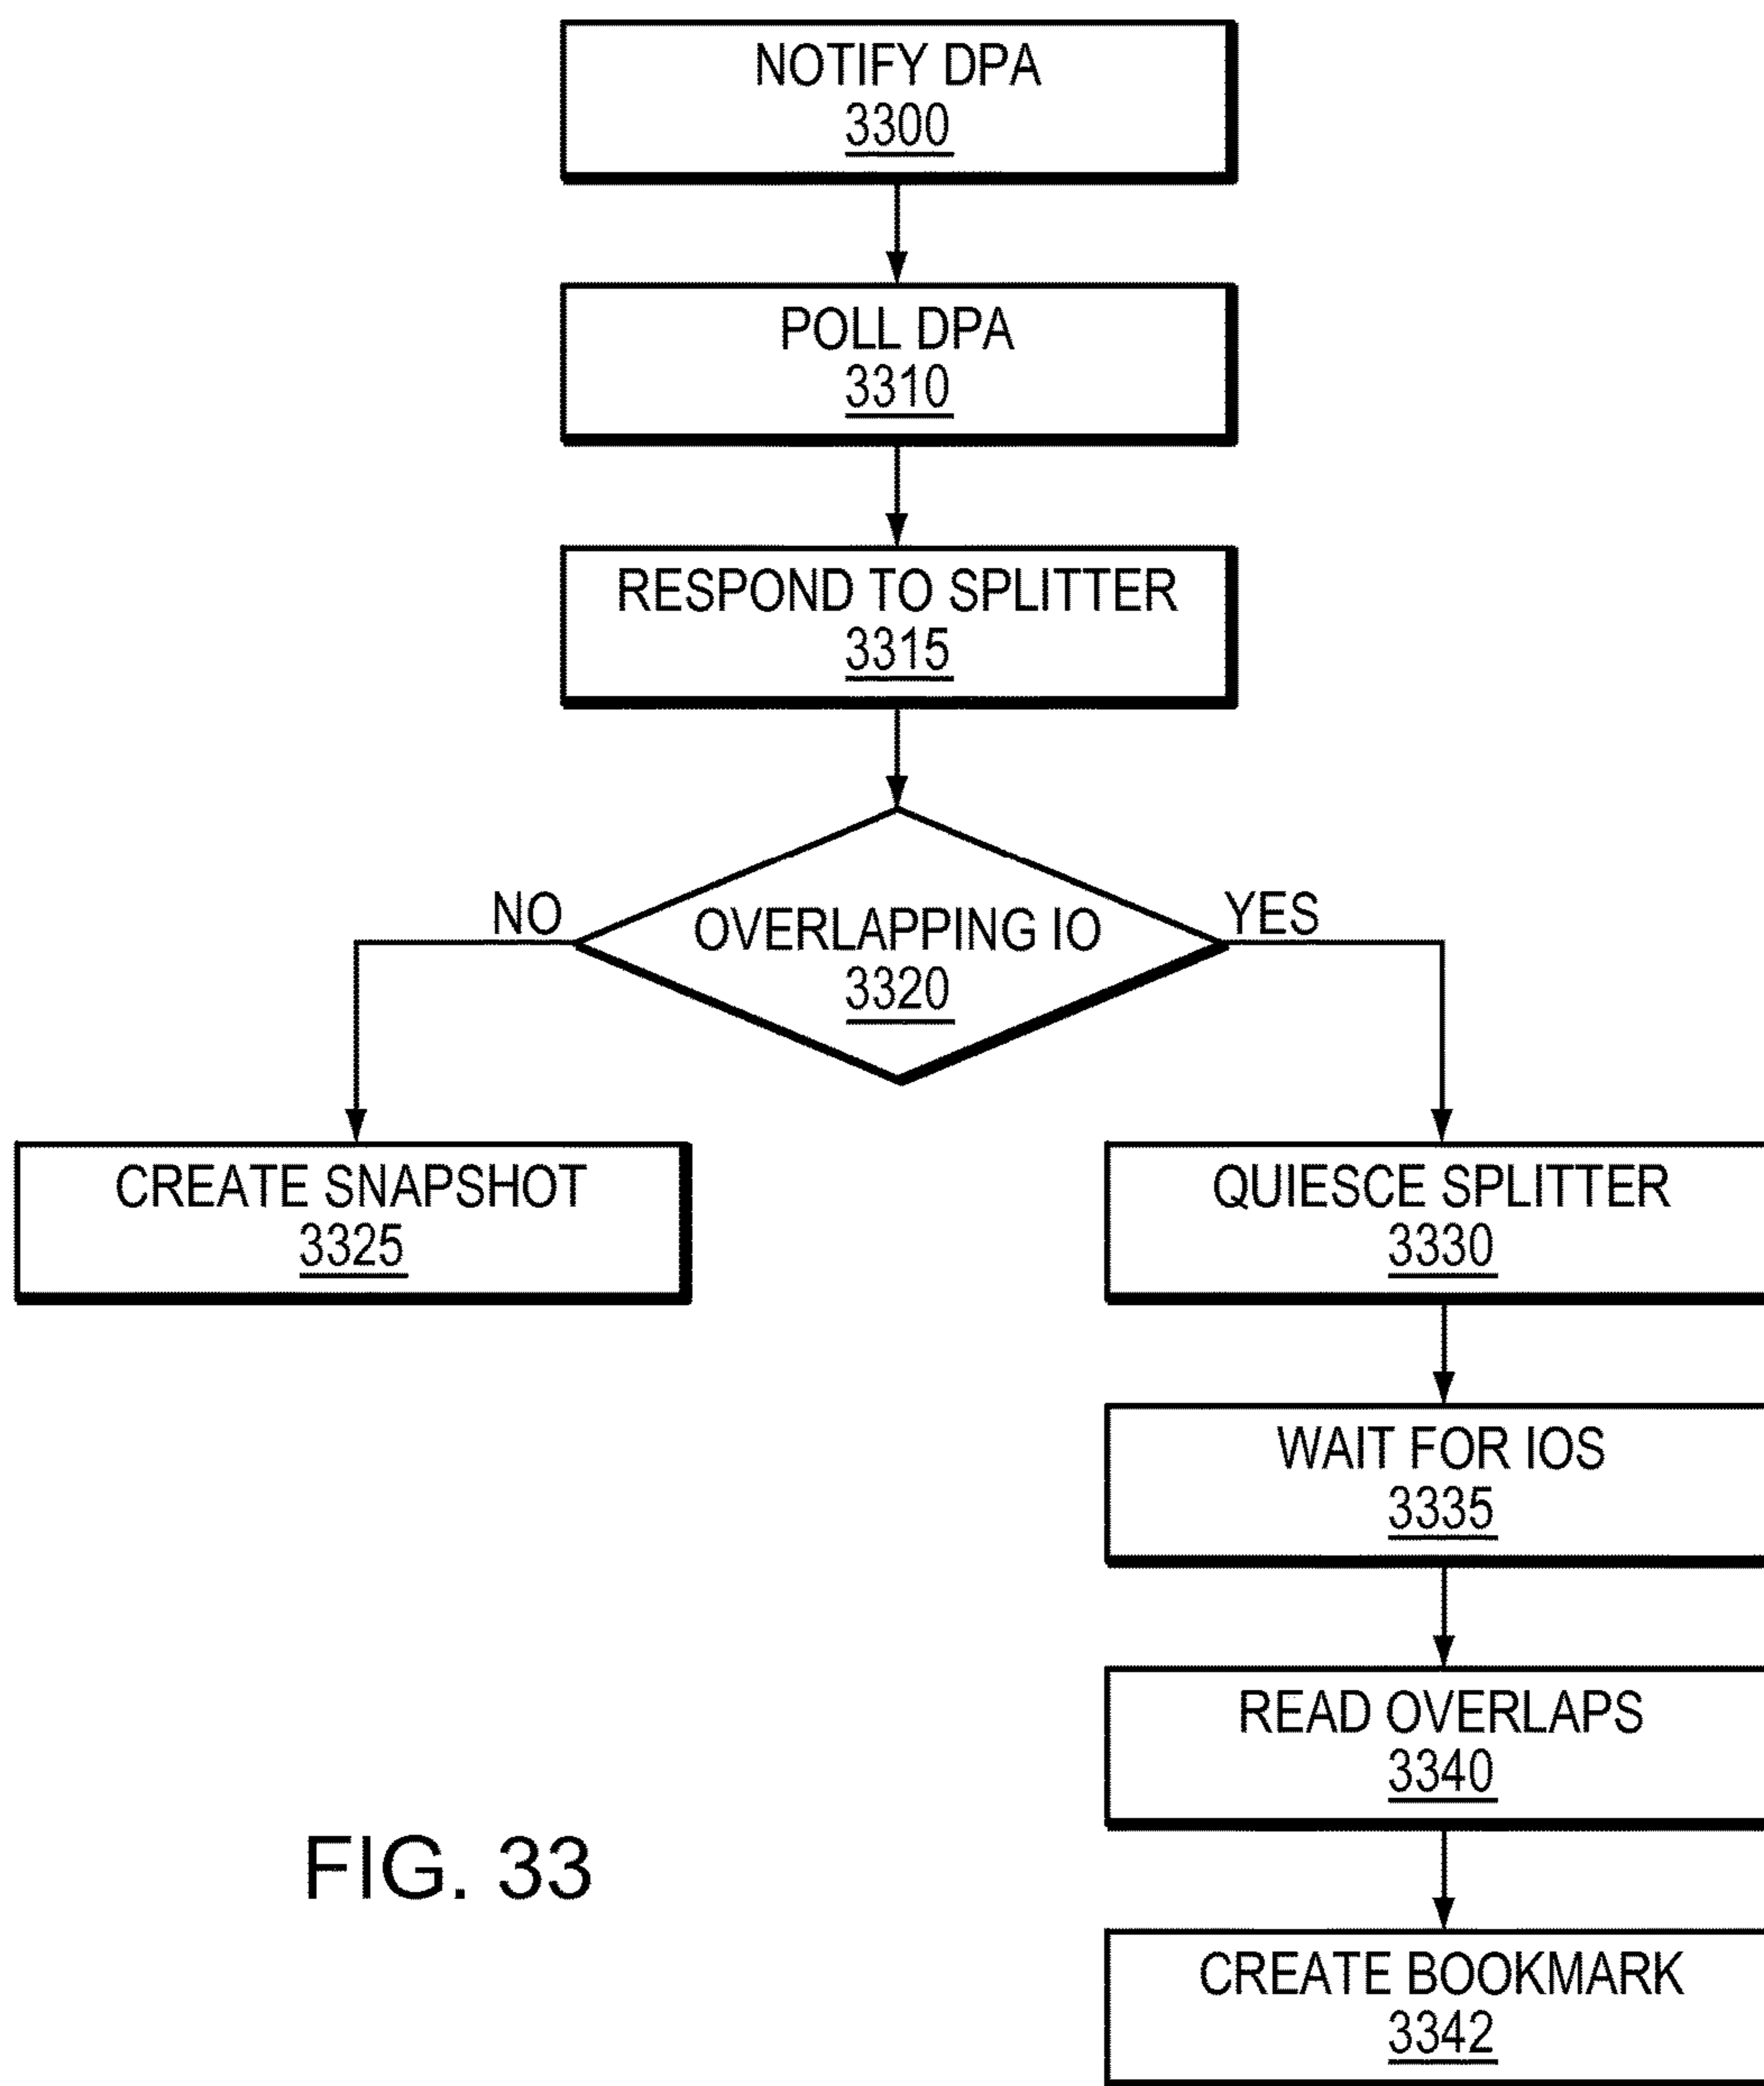 NOTIFY DPA
3300
POLL DPA
3310
RESPOND TO SPLITTER
3315
OVERLAPPING IO
3320
NO
YES
CREATE SNAPSHOT
3325
QUIESCE SPLITTER
3330
WAIT FOR IOS
3335
READ OVERLAPS
3340
CREATE BOOKMARK
3342
FIG. 33